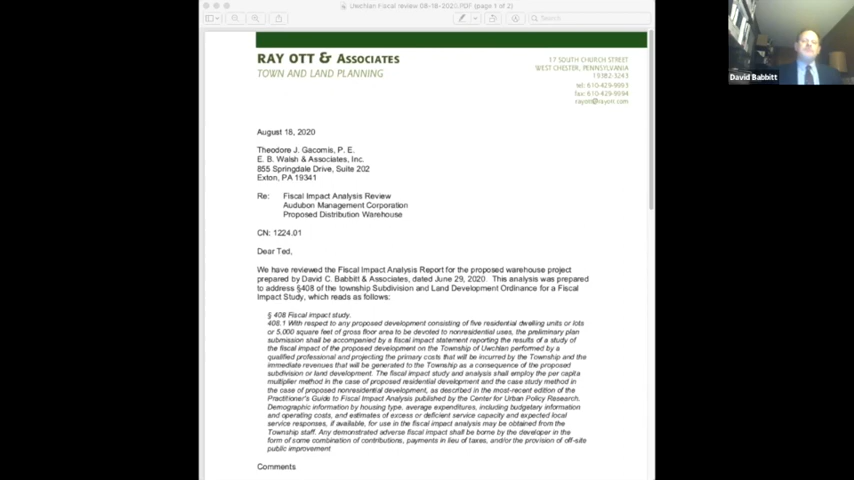 Uwchlan Fiscal review 08-18-2020.PDF (page 1 of 2)
Search
RAY OTT & ASSOCIATES
TOWN AND LAND PLANNING
17 SOUTH CHURCH STREET
WEST CHESTER, PENNSYLVANIA
19382-3243
tel: 610-429-9993
fax: 610-429-9994
rayott@rayott.com
David Babbitt
August 18, 2020
Theodore J. Gacomis, P. E.
E. B. Walsh & Associates, Inc.
855 Springdale Drive, Suite 202
Exton, PA 19341
Re: Fiscal Impact Analysis Review
Audubon Management Corporation
Proposed Distribution Warehouse
CN: 1224.01
Dear Ted,
We have reviewed the Fiscal Impact Analysis Report for the proposed warehouse project
prepared by David C. Babbitt & Associates, dated June 29, 2020. This analysis was prepared
to address §408 of the township Subdivision and Land Development Ordinance for a Fiscal
Impact Study, which reads as follows:
§ 408 Fiscal impact study.
408.1 With respect to any proposed development consisting of five residential dwelling units or lots
or 5,000 square feet of gross floor area to be devoted to nonresidential uses, the preliminary plan
submission shall be accompanied by a fiscal impact statement reporting the results of a study of
the fiscal impact of the proposed development on the Township of Uwchlan performed by a
qualified professional and projecting the primary costs that will be incurred by the Township and the
immediate revenues that will be generated to the Township as a consequence of the proposed
subdivision or land development. The fiscal impact study and analysis shall employ the per capita
multiplier method in the case of proposed residential development and the case study method in
the case of proposed nonresidential development, as described in the most-recent edition of the
Practitioner's Guide to Fiscal Impact Analysis published by the Center for Urban Policy Research.
Demographic information by housing type, average expenditures, including budgetary information
and operating costs, and estimates of excess or deficient service capacity and expected local
service responses, if available, for use in the fiscal impact analysis may be obtained from the
Township staff. Any demonstrated adverse fiscal impact shall be borne by the developer in the
form of some combination of contributions, payments in lieu of taxes, and/or the provision of off-site
public improvement
Comments